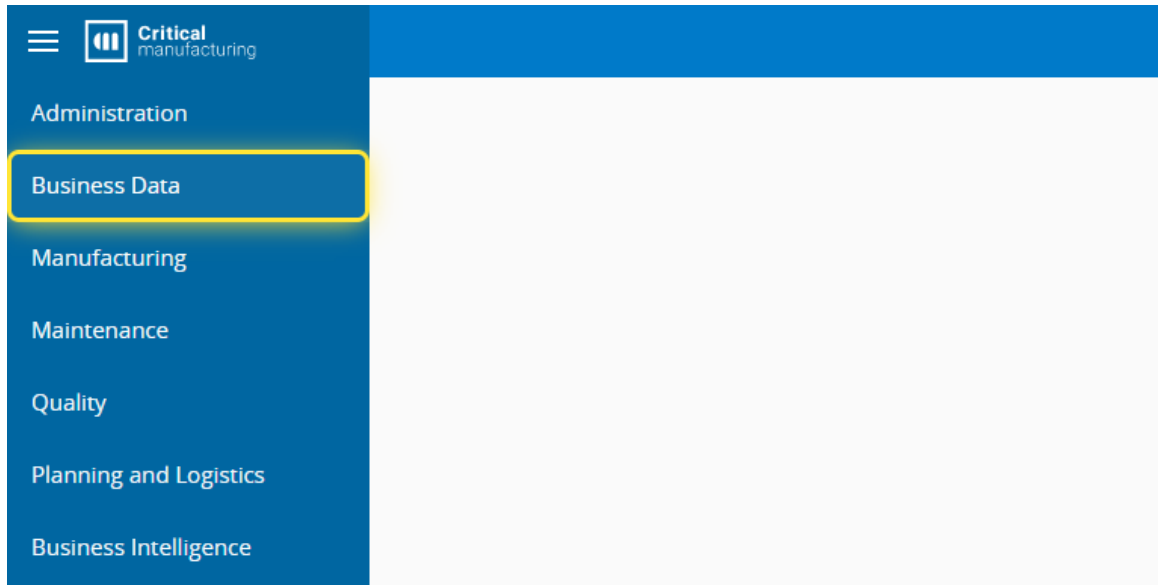 Critical
manufacturing
Administration
Business Data
Manufacturing
Maintenance
Quality
Planning and Logistics
Business Intelligence